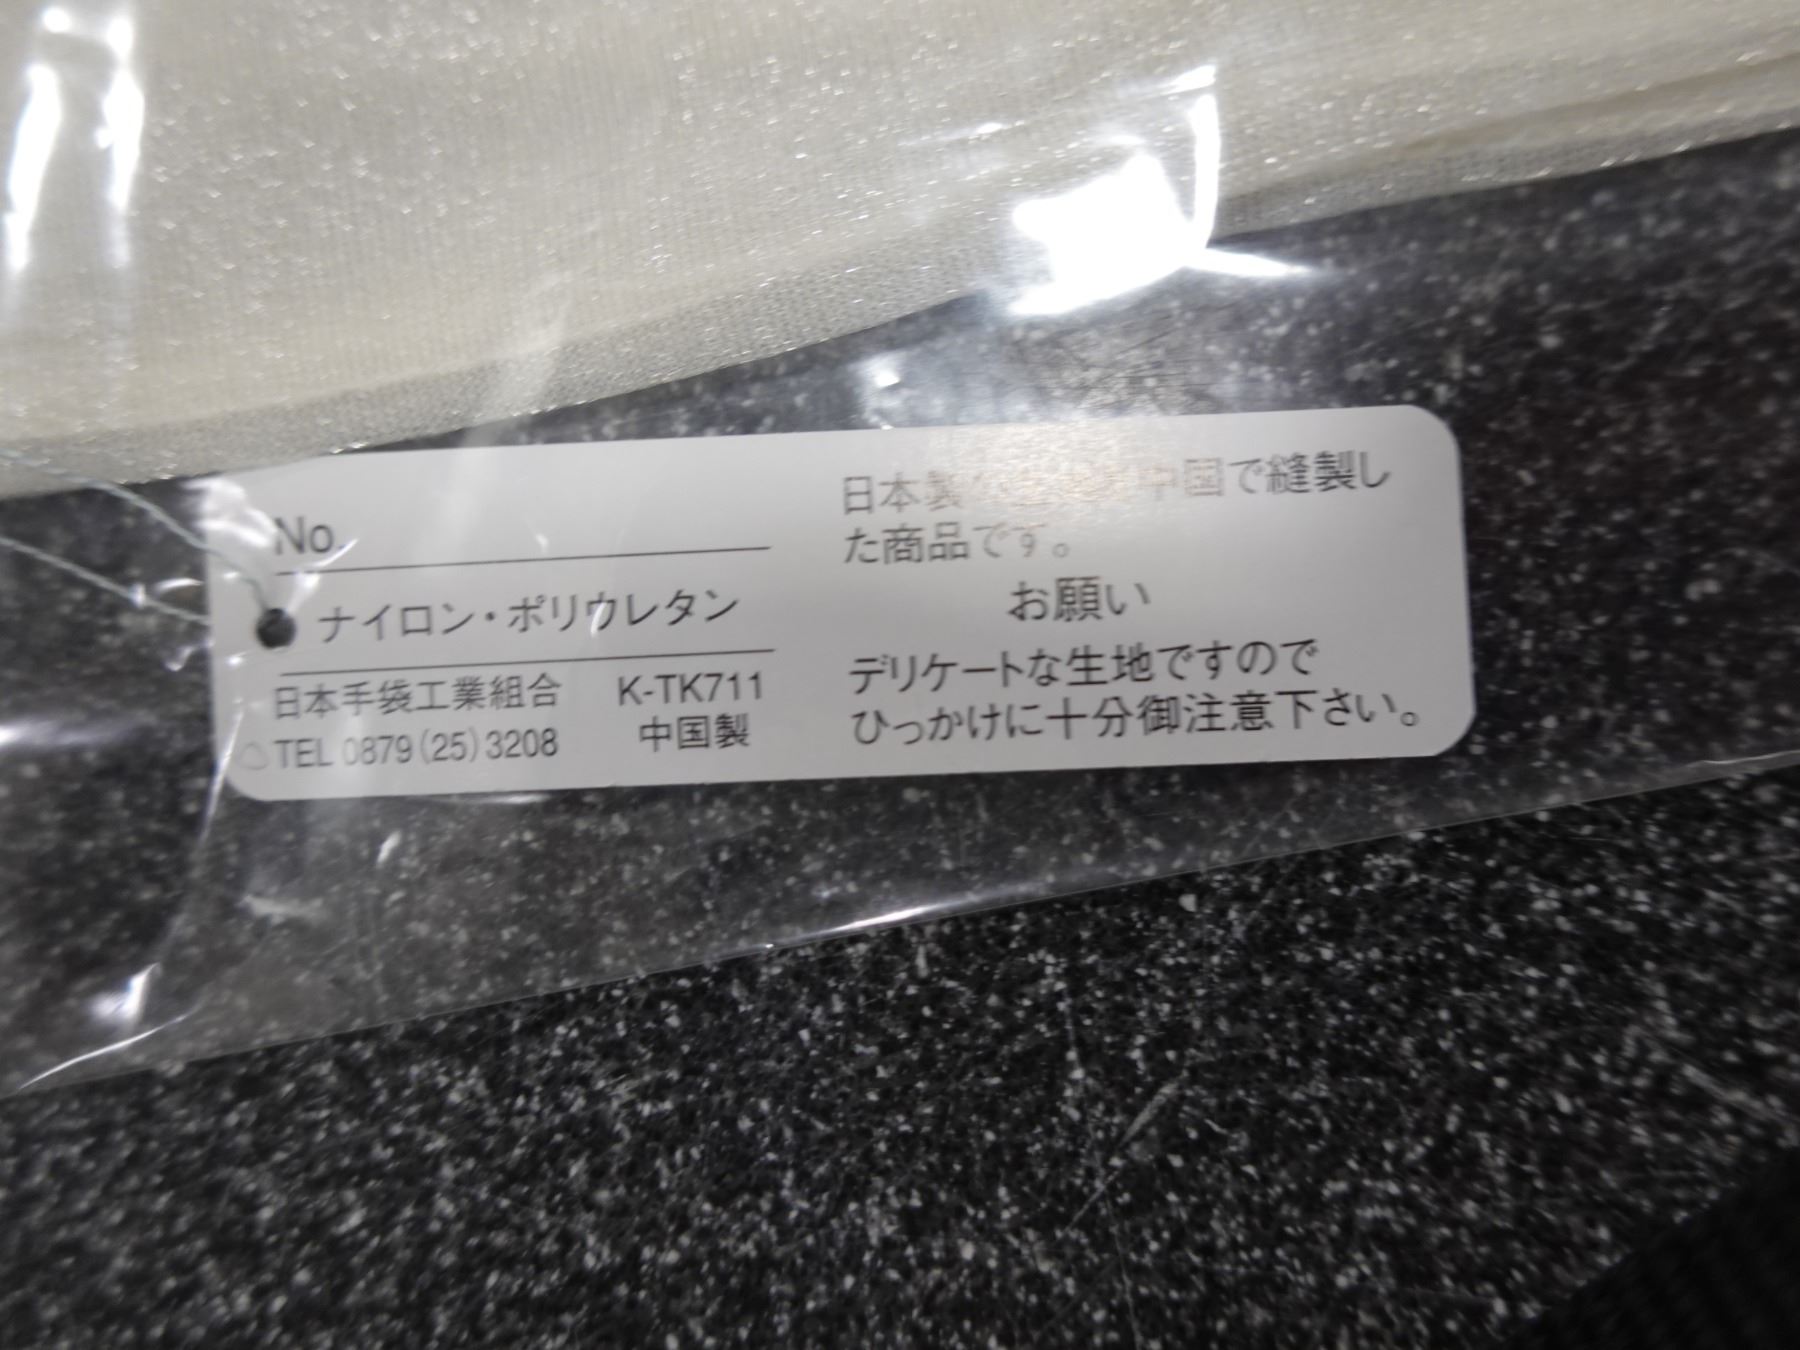 No.
ナイロン・ポリウレタン
日本手袋工業組合 K-TK711
TEL 0879(25)3208 中国製
日本製 中国で縫製し
た商品です。
お願い
デリケートな生地ですので
ひっかけに十分御注意下さい。